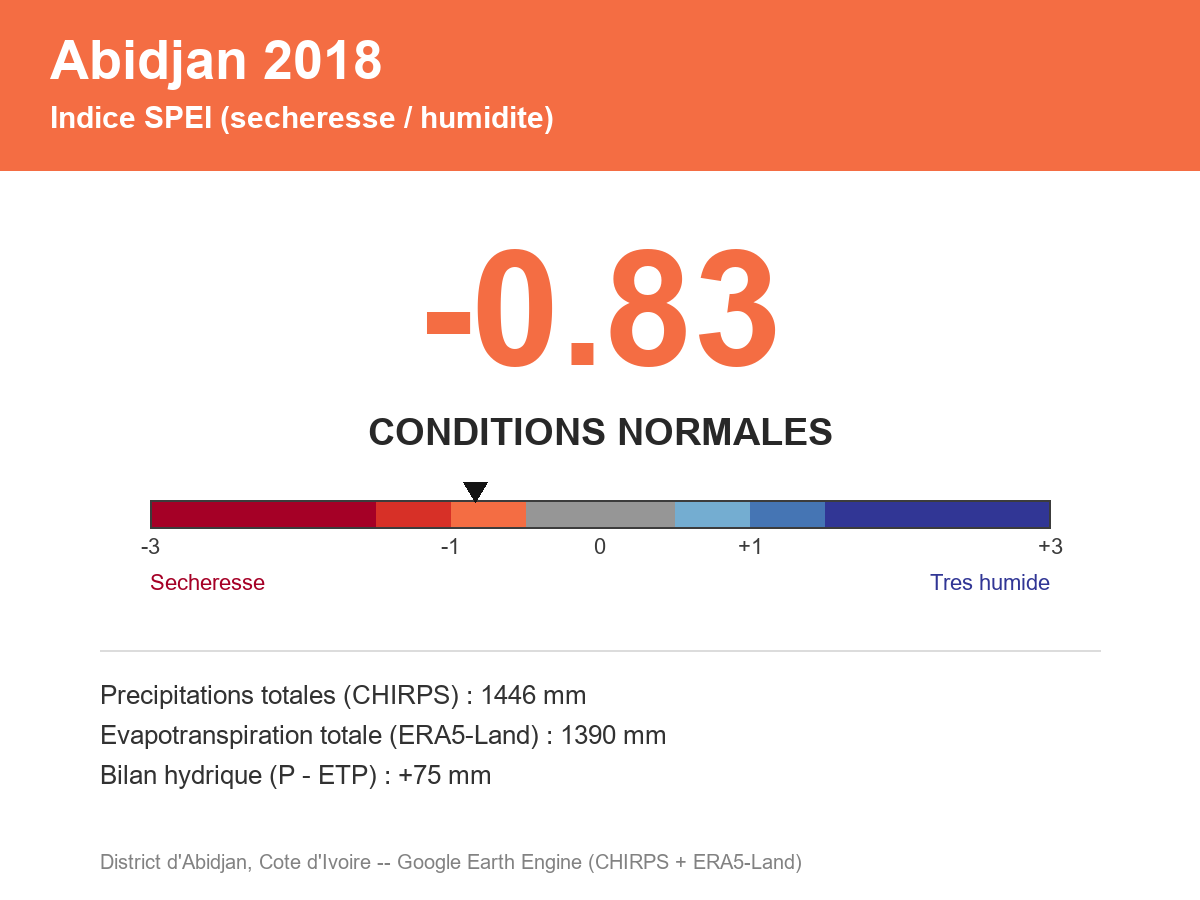 Abidjan 2018
Indice SPEI (secheresse / humidite)
-0.83
CONDITIONS NORMALES
-3 -1 0 +1 +3
Secheresse Tres humide
Precipitations totales (CHIRPS) : 1446 mm
Evapotranspiration totale (ERA5-Land) : 1390 mm
Bilan hydrique (P - ETP) : +75 mm
District d'Abidjan, Cote d'Ivoire -- Google Earth Engine (CHIRPS + ERA5-Land)